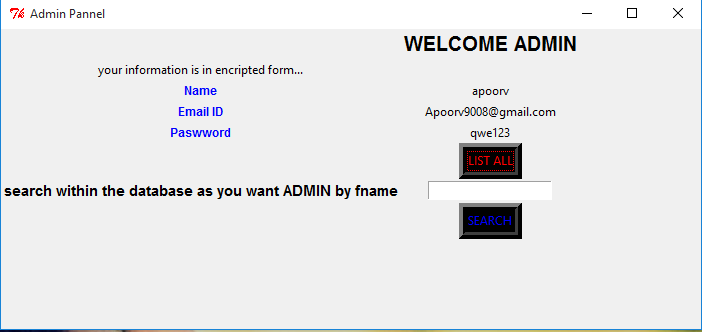 Admin Pannel
WELCOME ADMIN
your information is in encripted form...
Name apoorv
Email ID Apoorv9008@gmail.com
Paswword qwe123
LIST ALL
search within the database as you want ADMIN by fname
SEARCH